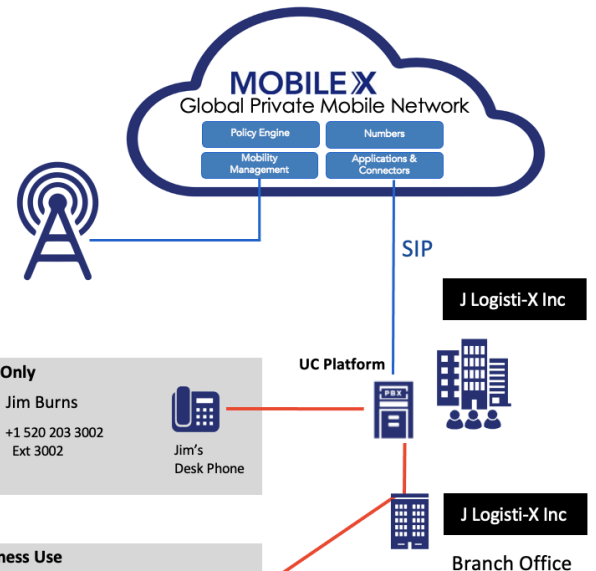 MOBILEX
Global Private Mobile Network
Policy Engine
Numbers
Mobility
Management
Applications &
Connectors
SIP
J Logisti-X Inc
Only
Jim Burns
+1 520 203 3002
Ext 3002
Jim's
Desk Phone
UC Platform
PBX
J Logisti-X Inc
Branch Office
ness Use